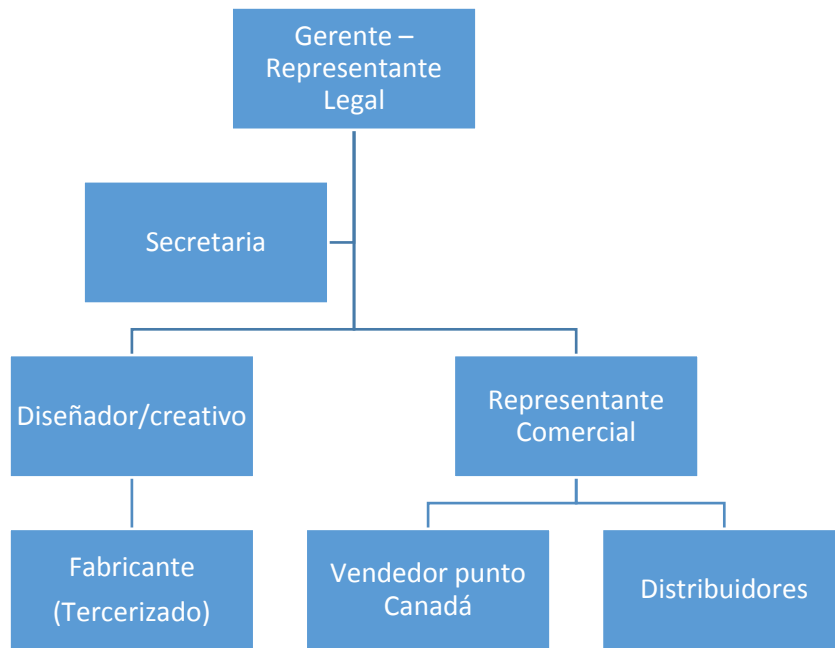 Gerente –
Representante
Legal
Secretaria
Diseñador/creativo
Representante
Comercial
Fabricante
(Tercerizado)
Vendedor punto
Canadá
Distribuidores